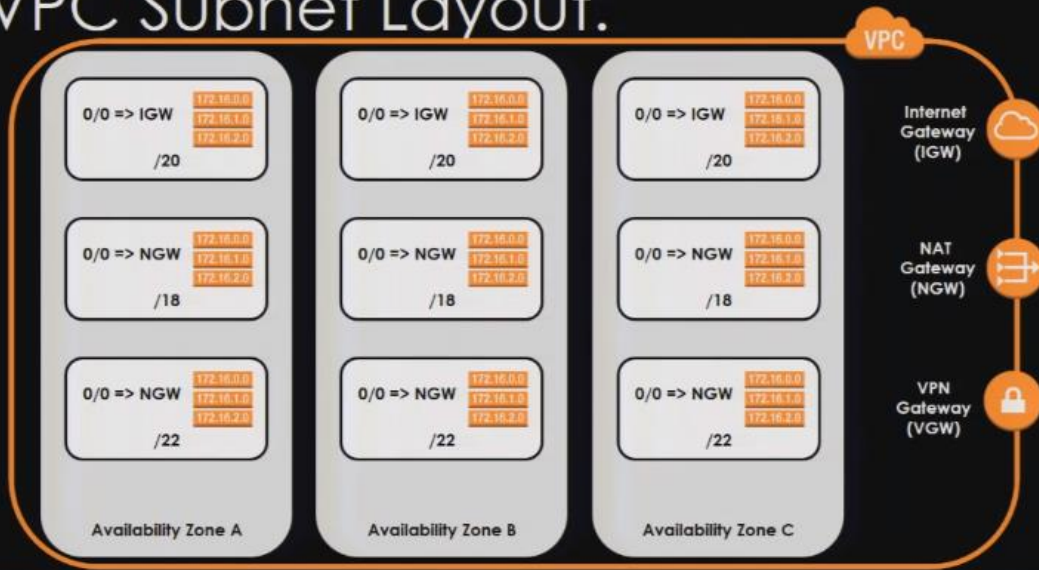 VPC Subnet Layout.
VPC
0/0 => IGW
172.16.0.0
172.16.1.0
172.16.2.0
/20
0/0 => IGW
172.16.0.0
172.16.1.0
172.16.2.0
/20
0/0 => IGW
172.16.0.0
172.16.1.0
172.16.2.0
/20
Internet
Gateway
(IGW)
0/0 => NGW
172.16.0.0
172.16.1.0
172.16.2.0
/18
0/0 => NGW
172.16.0.0
172.16.1.0
172.16.2.0
/18
0/0 => NGW
172.16.0.0
172.16.1.0
172.16.2.0
/18
NAT
Gateway
(NGW)
0/0 => NGW
172.16.0.0
172.16.1.0
172.16.2.0
/22
0/0 => NGW
172.16.0.0
172.16.1.0
172.16.2.0
/22
0/0 => NGW
172.16.0.0
172.16.1.0
172.16.2.0
/22
VPN
Gateway
(VGW)
Availability Zone A
Availability Zone B
Availability Zone C